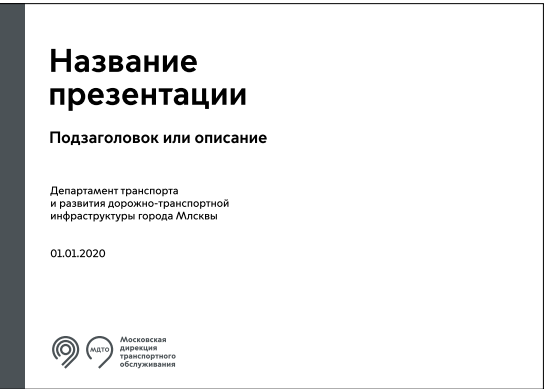 Название
презентации
Подзаголовок или описание
Департамент транспорта
и развития дорожно-транспортной
инфраструктуры города Млсквы
01.01.2020
МДТО
Московская
дирекция
транспортного
обслуживания